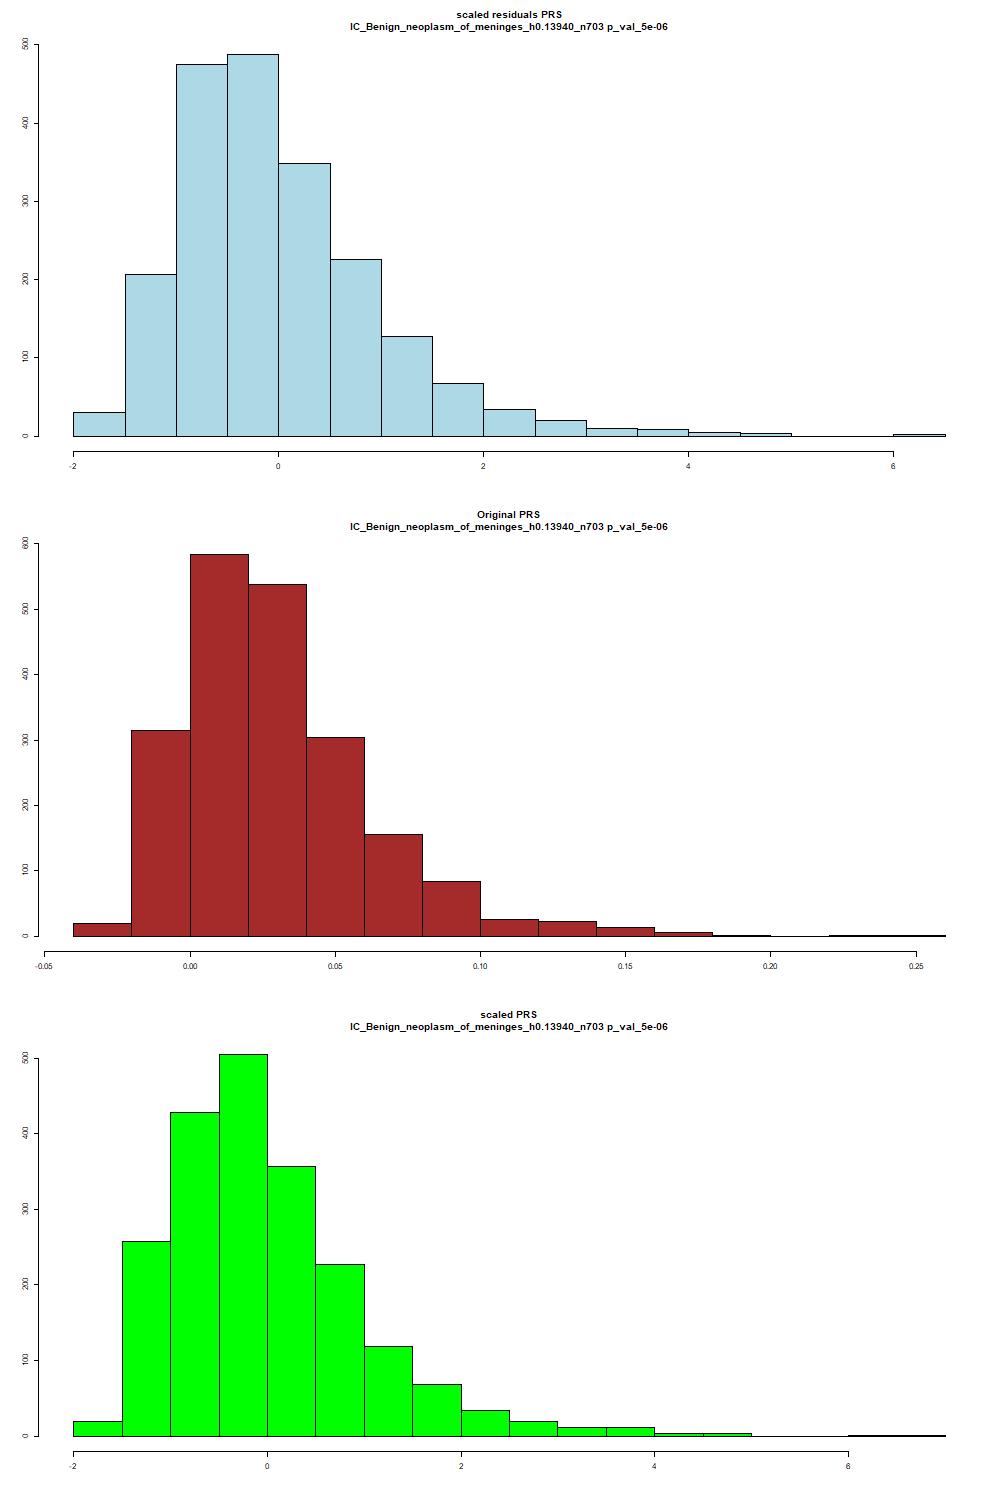 scaled residuals PRS
IC_Benign_neoplasm_of_meninges_h0.13940_n703 p_val_5e-06
500
400
300
200
100
0
-2 0 2 4 6
Original PRS
IC_Benign_neoplasm_of_meninges_h0.13940_n703 p_val_5e-06
600
500
400
300
200
100
0
-0.05 0.00 0.05 0.10 0.15 0.20 0.25
scaled PRS
IC_Benign_neoplasm_of_meninges_h0.13940_n703 p_val_5e-06
500
400
300
200
100
0
-2 0 2 4 6